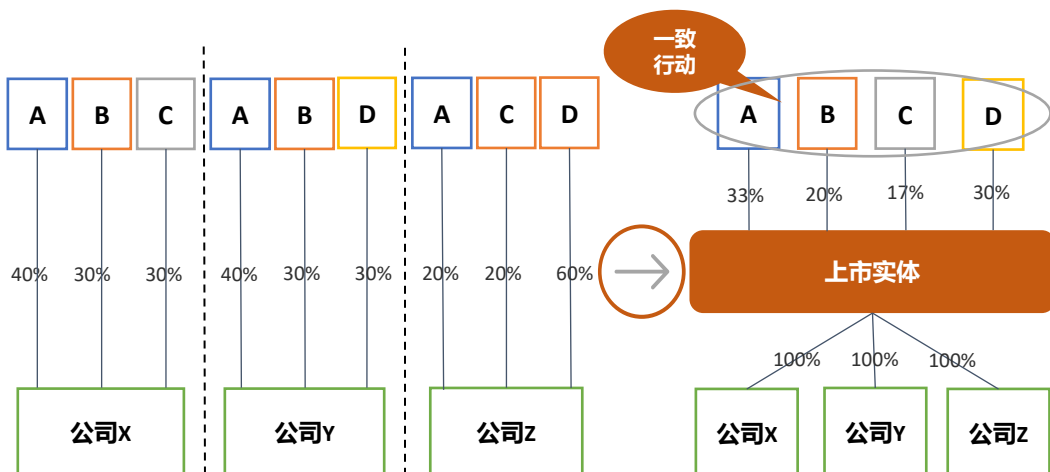 一致
行动
A B C
A B D
A C D
A B C D
33% 20% 17% 30%
40% 30% 30%
40% 30% 30%
20% 20% 60%
上市实体
100% 100% 100%
公司X
公司Y
公司Z
公司X
公司Y
公司Z